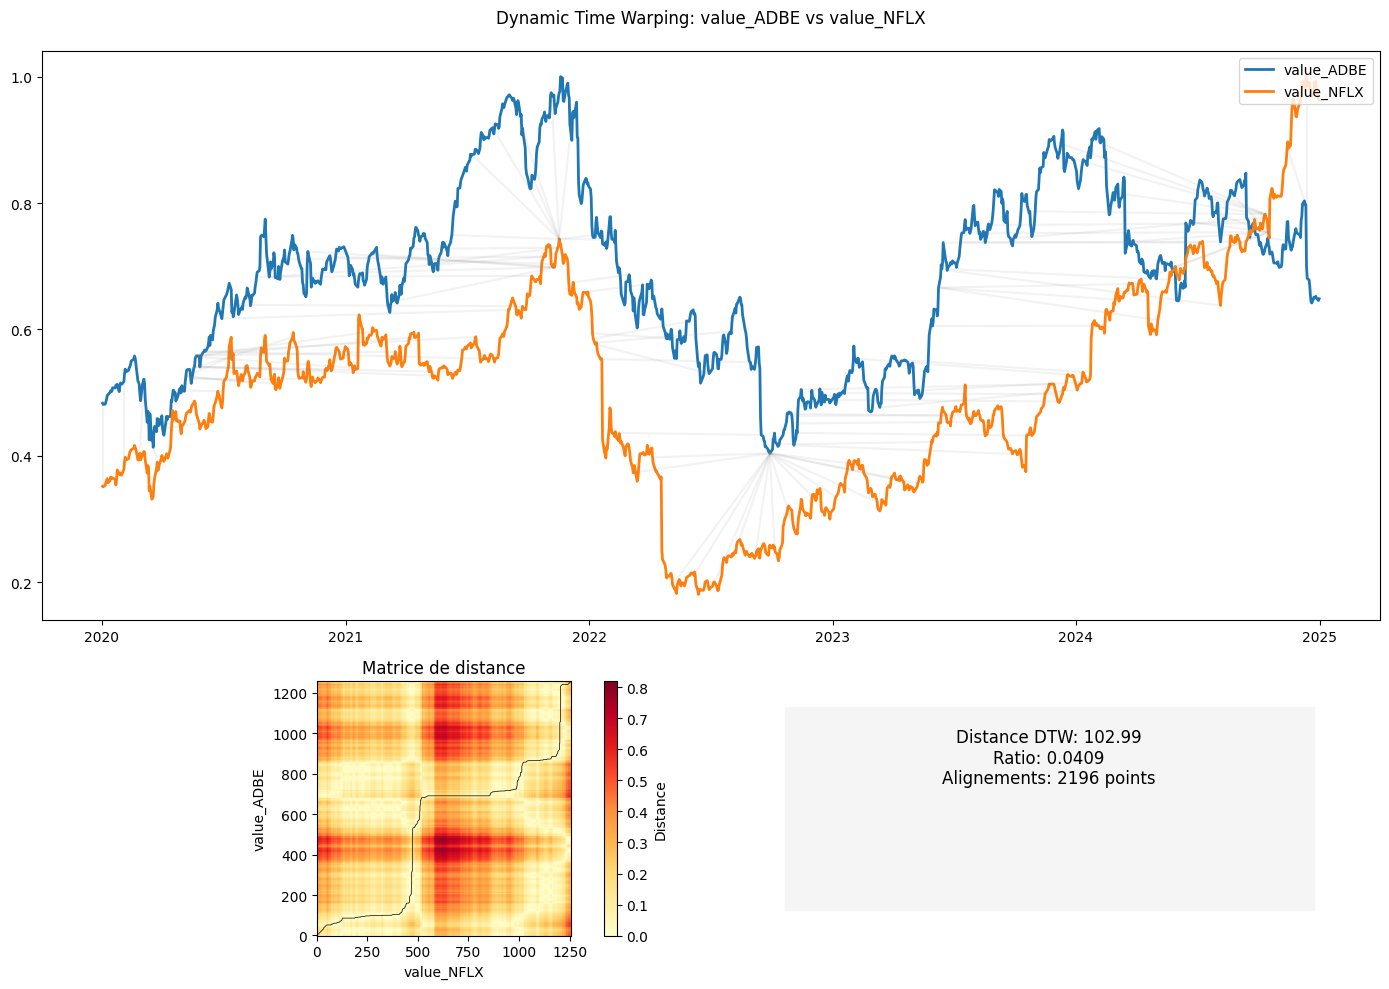 Dynamic Time Warping: value_ADBE vs value_NFLX
value_ADBE
value_NFLX
1.0
0.8
0.6
0.4
0.2
2020 2021 2022 2023 2024 2025
Matrice de distance
value_ADBE
1200
1000
800
600
400
200
0
0 250 500 750 1000 1250
value_NFLX
0.8
0.7
0.6
0.5
0.4
0.3
0.2
0.1
0.0
Distance
Distance DTW: 102.99
Ratio: 0.0409
Alignements: 2196 points